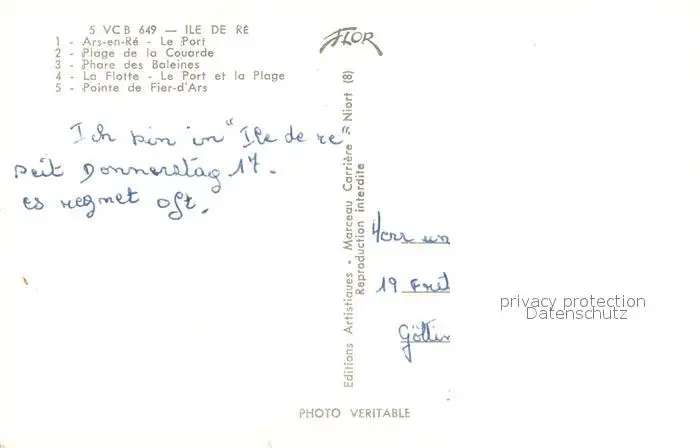 5 VC B 649 — ILE DE RÉ
1 - Ars-en-Ré - Le Port
2 - Plage de la Couarde
3 - Phare des Baleines
4 - La Flotte - Le Port et la Plage
5 - Pointe de Fier-d'Ars
FLOR
Ich bin in "Ile de re"
seit Donnerstag 17.
es regnet oft.
Editions Artistiques - Marceau Carrière - Niort (8)
Reproduction interdite
19
privacy protection
Datenschutz
PHOTO VERITABLE